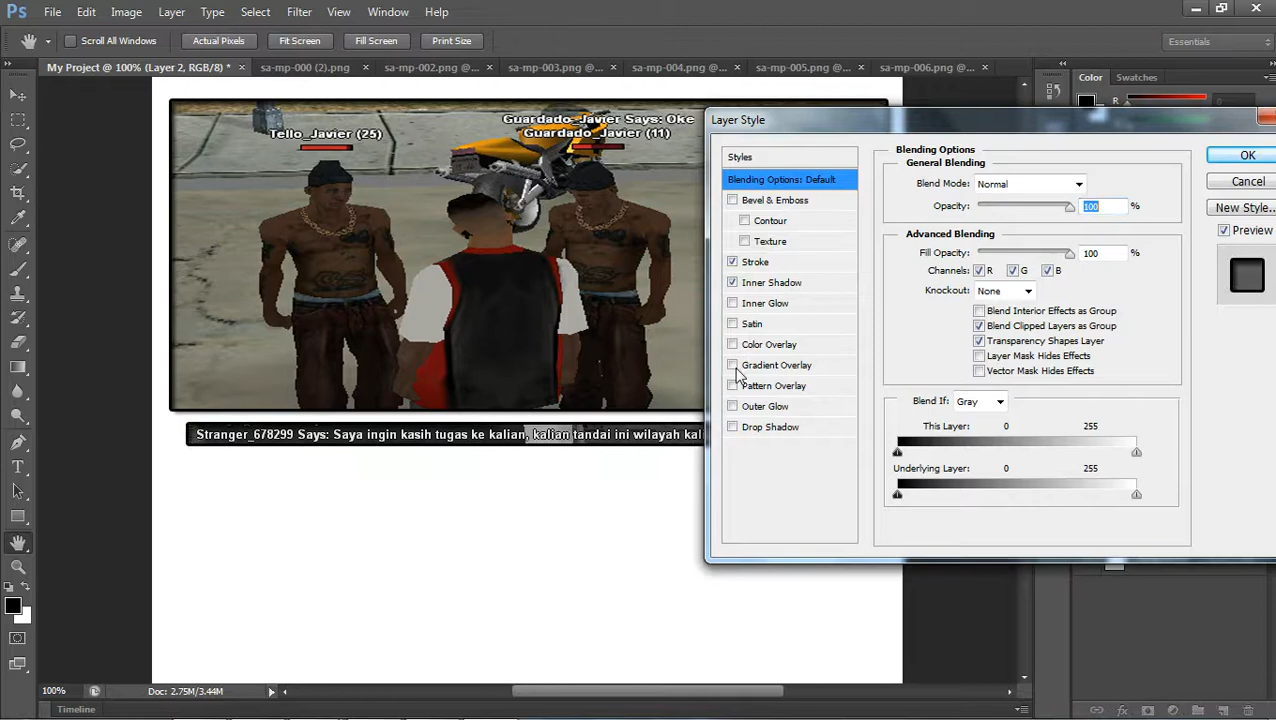 Ps File Edit Image Layer Type Select Filter View Window Help
Scroll All Windows Actual Pixels Fit Screen Fill Screen Print Size Essentials
My Project @ 100% (Layer 2, RGB/8) * sa-mp-000 (2).png sa-mp-002.png @... sa-mp-003.png @... sa-mp-004.png @... sa-mp-005.png @... sa-mp-006.png @...
Color Swatches
R 0
Guardado_Javier Says: Oke
Tello_Javier (25) Guardado_Javier (11)
Stranger_678299 Says: Saya ingin kasih tugas ke kalian, kalian tandai ini wilayah kali
Layer Style
Styles
Blending Options: Default
Bevel & Emboss
Contour
Texture
Stroke
Inner Shadow
Inner Glow
Satin
Color Overlay
Gradient Overlay
Pattern Overlay
Outer Glow
Drop Shadow
Blending Options
General Blending
Blend Mode: Normal
Opacity: 100 %
Advanced Blending
Fill Opacity: 100 %
Channels: R G B
Knockout: None
Blend Interior Effects as Group
Blend Clipped Layers as Group
Transparency Shapes Layer
Layer Mask Hides Effects
Vector Mask Hides Effects
Blend If: Gray
This Layer: 0 255
Underlying Layer: 0 255
OK
Cancel
New Style...
Preview
100% Doc: 2.75M/3.44M
Timeline
fx